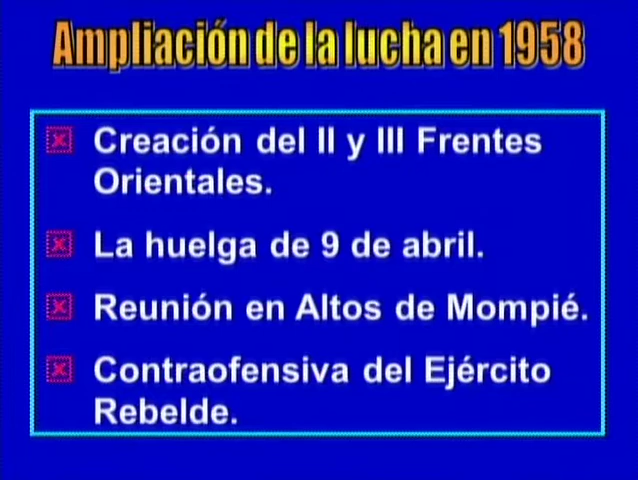 Ampliación de la lucha en 1958
Creación del II y III Frentes
Orientales.
La huelga de 9 de abril.
Reunión en Altos de Mompié.
Contraofensiva del Ejército
Rebelde.